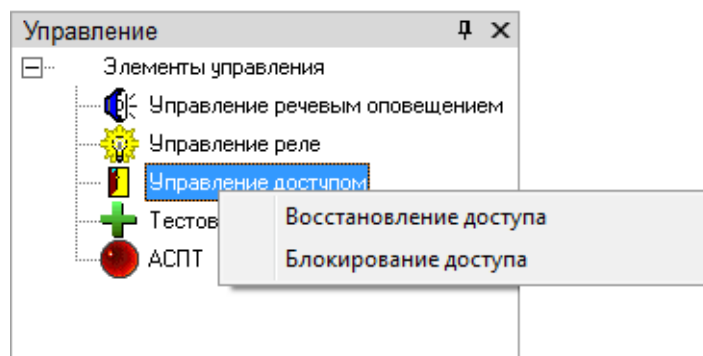 Управление
Элементы управления
Управление речевым оповещением
Управление реле
Управление доступом
Восстановление доступа
Тестов
Блокирование доступа
АСПТ